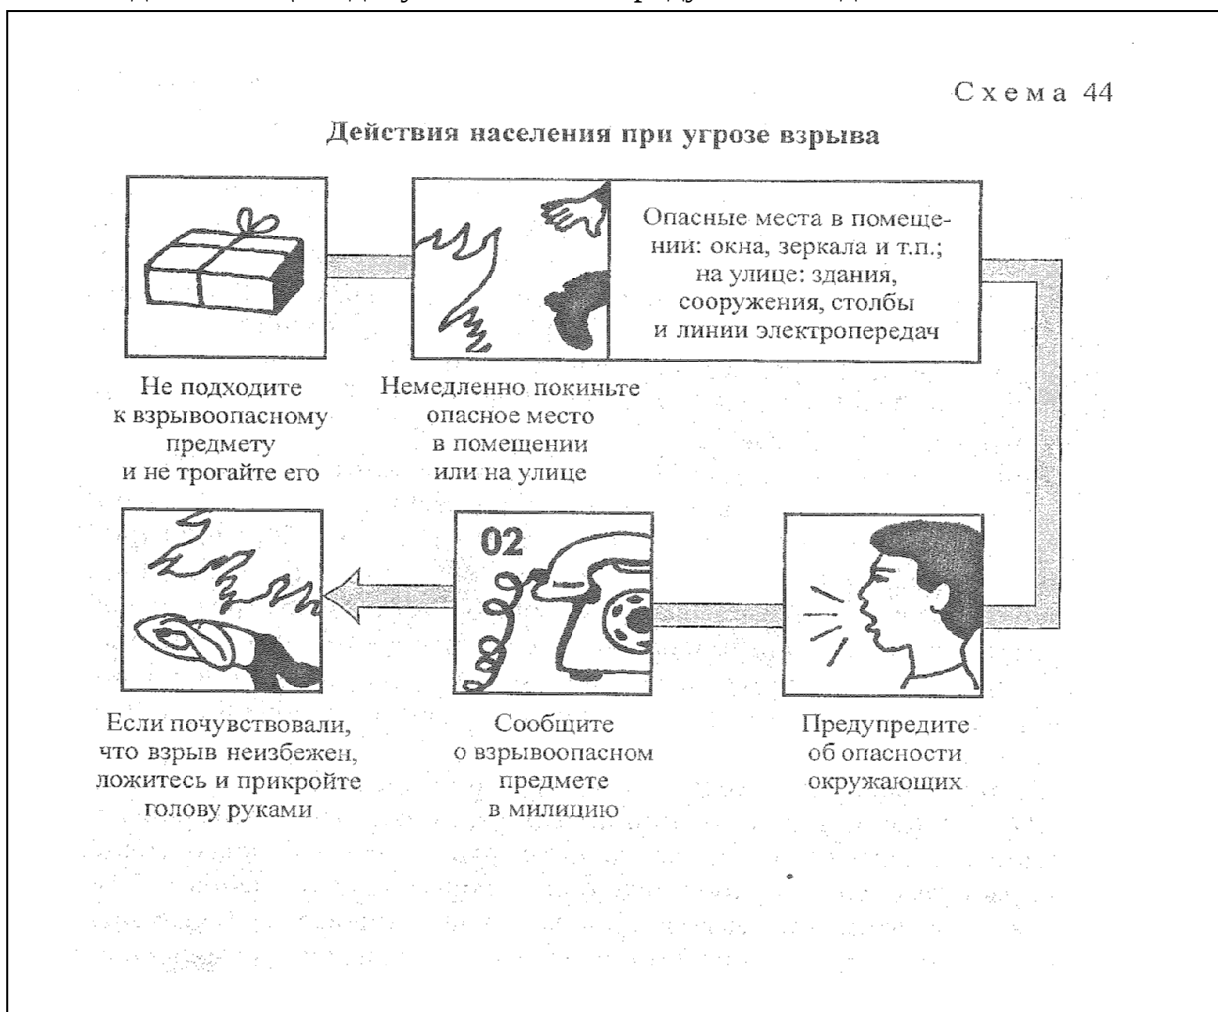 Схема 44
Действия населения при угрозе взрыва
Опасные места в помеще-
нии: окна, зеркала и т.п.;
на улице: здания,
сооружения, столбы
и линии электропередач
Не подходите
к взрывоопасному
предмету
и не трогайте его
Немедленно покиньте
опасное место
в помещении
или на улице
Предупредите
об опасности
окружающих
02
Сообщите
о взрывоопасном
предмете
в милицию
Если почувствовали,
что взрыв неизбежен,
ложитесь и прикройте
голову руками